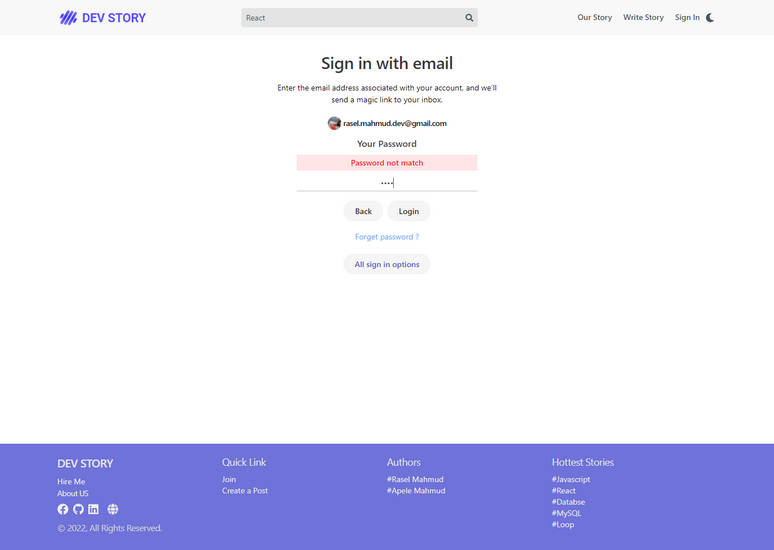 DEV STORY
React
Our Story
Write Story
Sign In
Sign in with email
Enter the email address associated with your account, and we'll
send a magic link to your inbox.
rasel.mahmud.dev@gmail.com
Your Password
Password not match
••••
Back
Login
Forget password ?
All sign in options
DEV STORY
Hire Me
About US
© 2022, All Rights Reserved.
Quick Link
Join
Create a Post
Authors
#Rasel Mahmud
#Apele Mahmud
Hottest Stories
#Javascript
#React
#Databse
#MySQL
#Loop